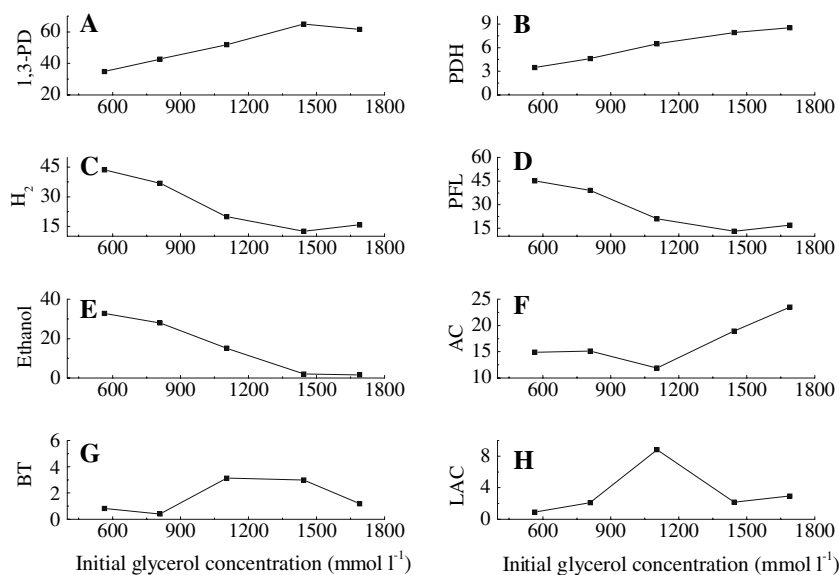 A
1,3-PD
60
40
20
600 900 1200 1500 1800
B
PDH
9
6
3
0
600 900 1200 1500 1800
C
H2
45
30
15
600 900 1200 1500 1800
D
PFL
60
45
30
15
600 900 1200 1500 1800
E
Ethanol
40
20
0
600 900 1200 1500 1800
F
AC
25
20
15
10
600 900 1200 1500 1800
G
BT
6
4
2
0
600 900 1200 1500 1800
Initial glycerol concentration (mmol l-1)
H
LAC
8
4
0
600 900 1200 1500 1800
Initial glycerol concentration (mmol l-1)